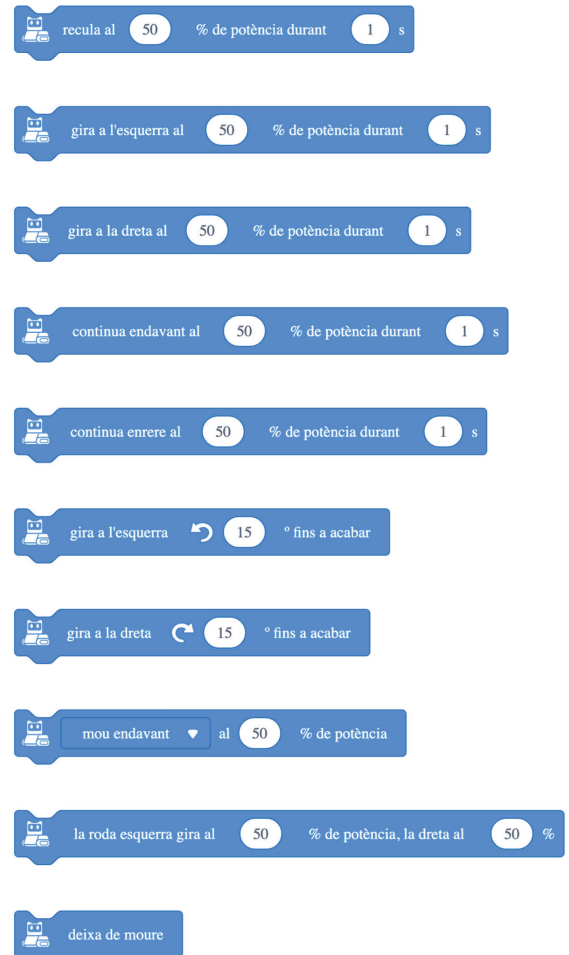 recula al 50 % de potència durant 1 s
gira a l'esquerra al 50 % de potència durant 1 s
gira a la dreta al 50 % de potència durant 1 s
continua endavant al 50 % de potència durant 1 s
continua enrere al 50 % de potència durant 1 s
gira a l'esquerra 15 º fins a acabar
gira a la dreta 15 º fins a acabar
mou endavant al 50 % de potència
la roda esquerra gira al 50 % de potència, la dreta al 50 %
deixa de moure